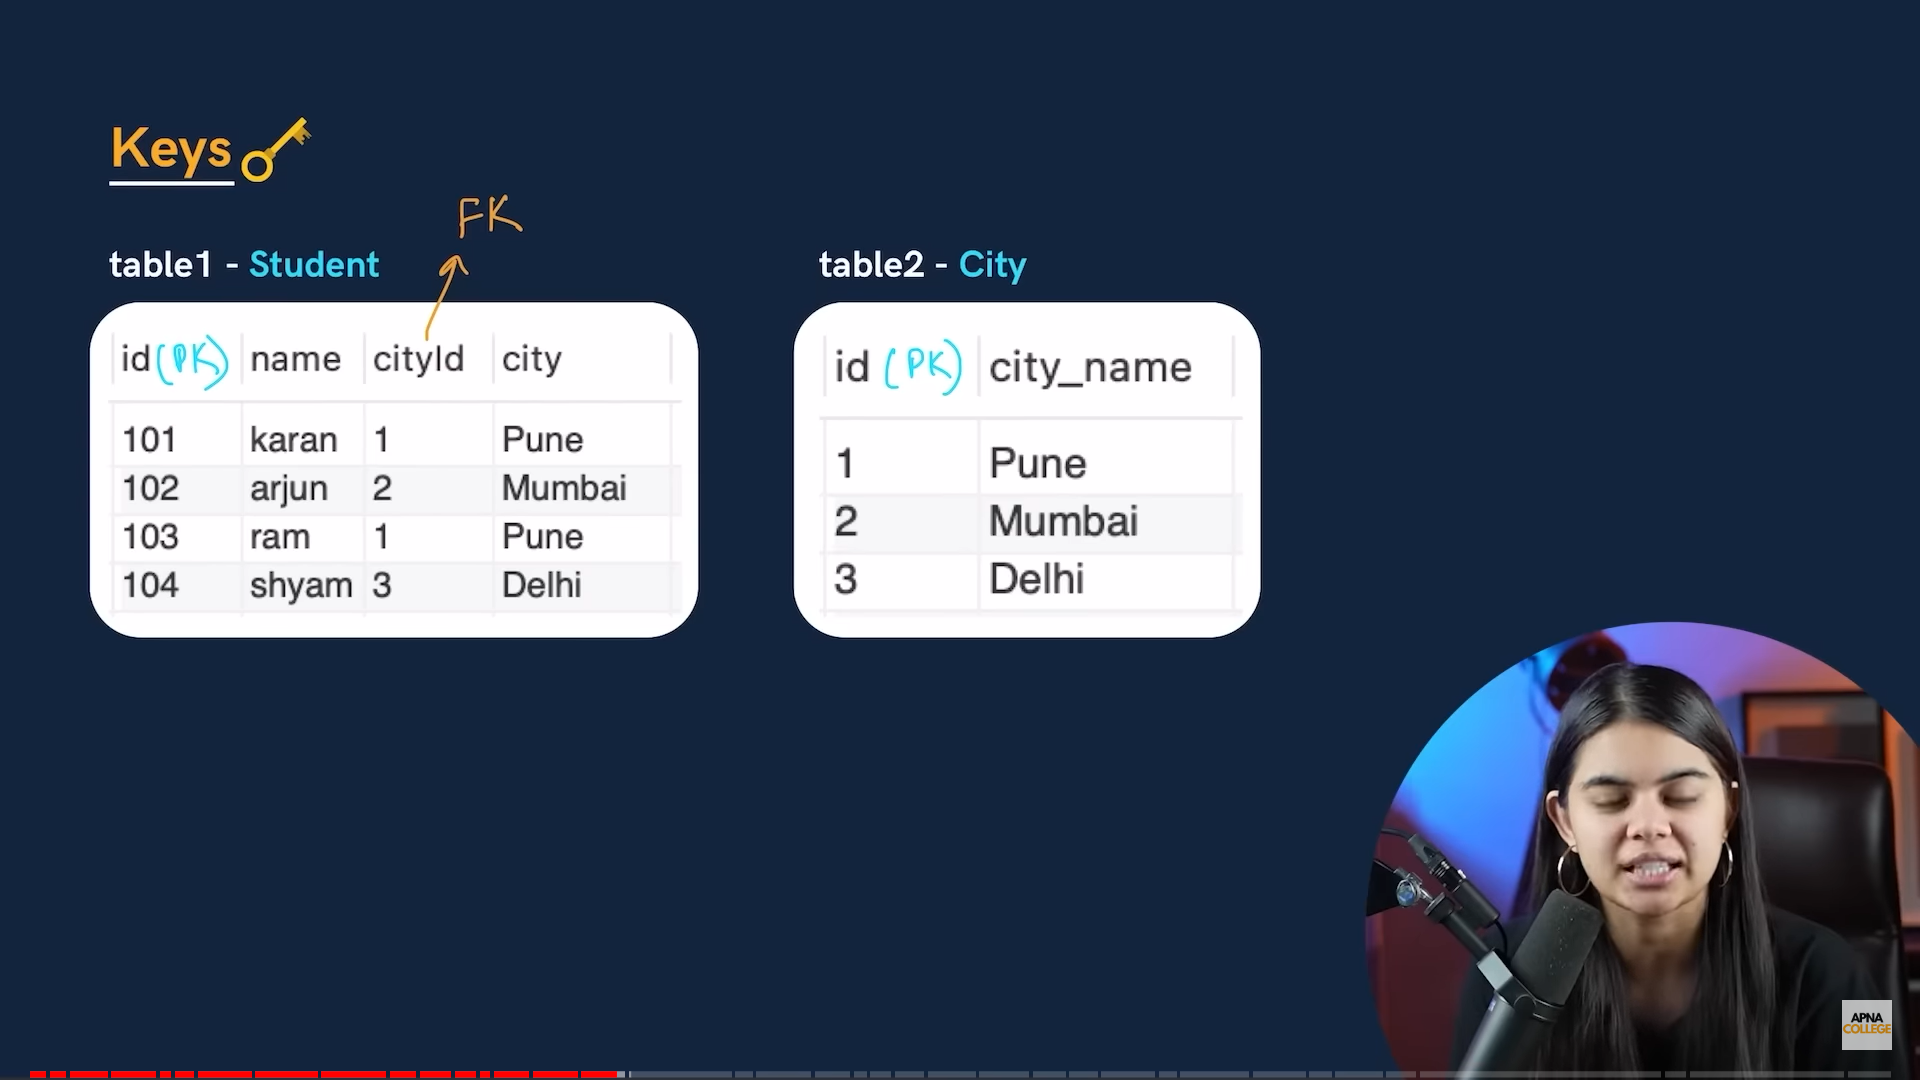 Keys
FK
table1 - Student
id (PK) name cityId city
101 karan 1 Pune
102 arjun 2 Mumbai
103 ram 1 Pune
104 shyam 3 Delhi
table2 - City
id (PK) city_name
1 Pune
2 Mumbai
3 Delhi
APNA
COLLEGE